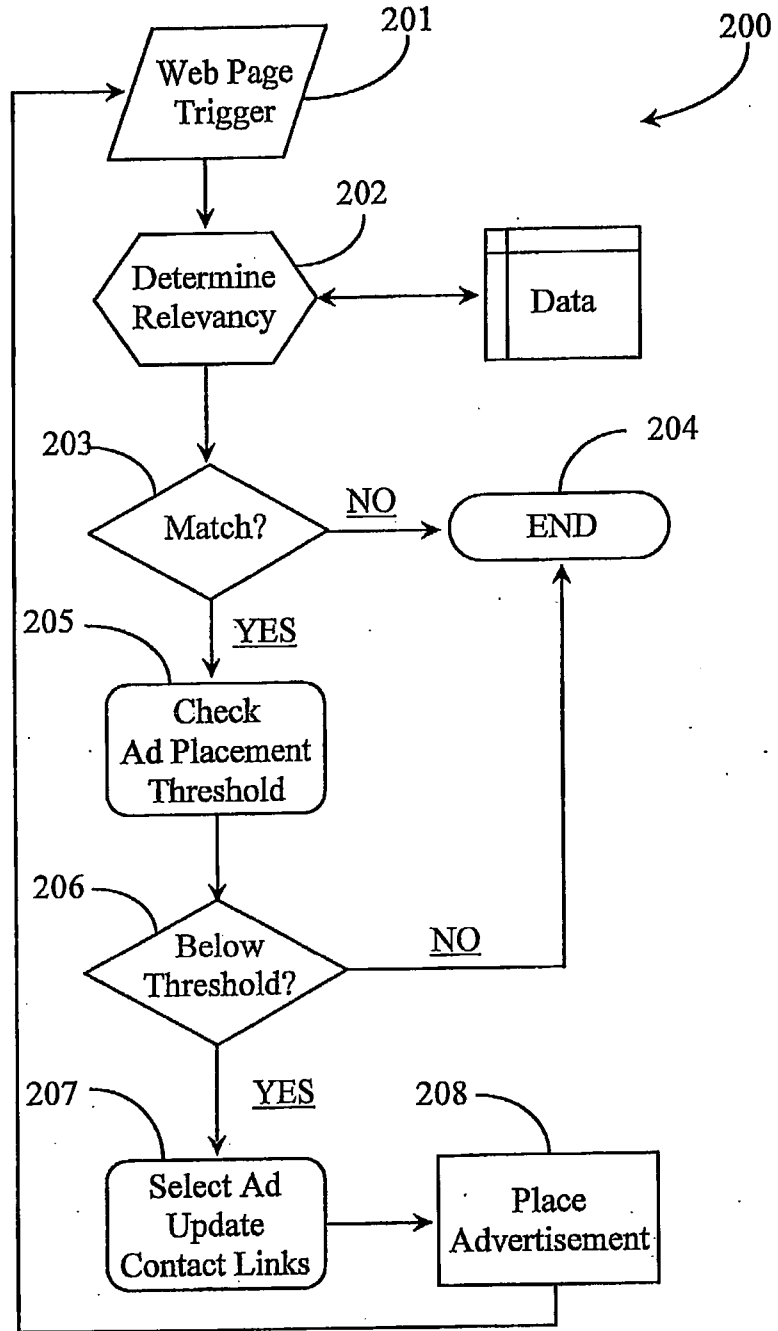 201
200
Web Page
Trigger
202
Determine
Relevancy
Data
203
204
Match?
NO
END
205
YES
Check
Ad Placement
Threshold
206
Below
Threshold?
NO
207
YES
208
Select Ad
Update
Contact Links
Place
Advertisement